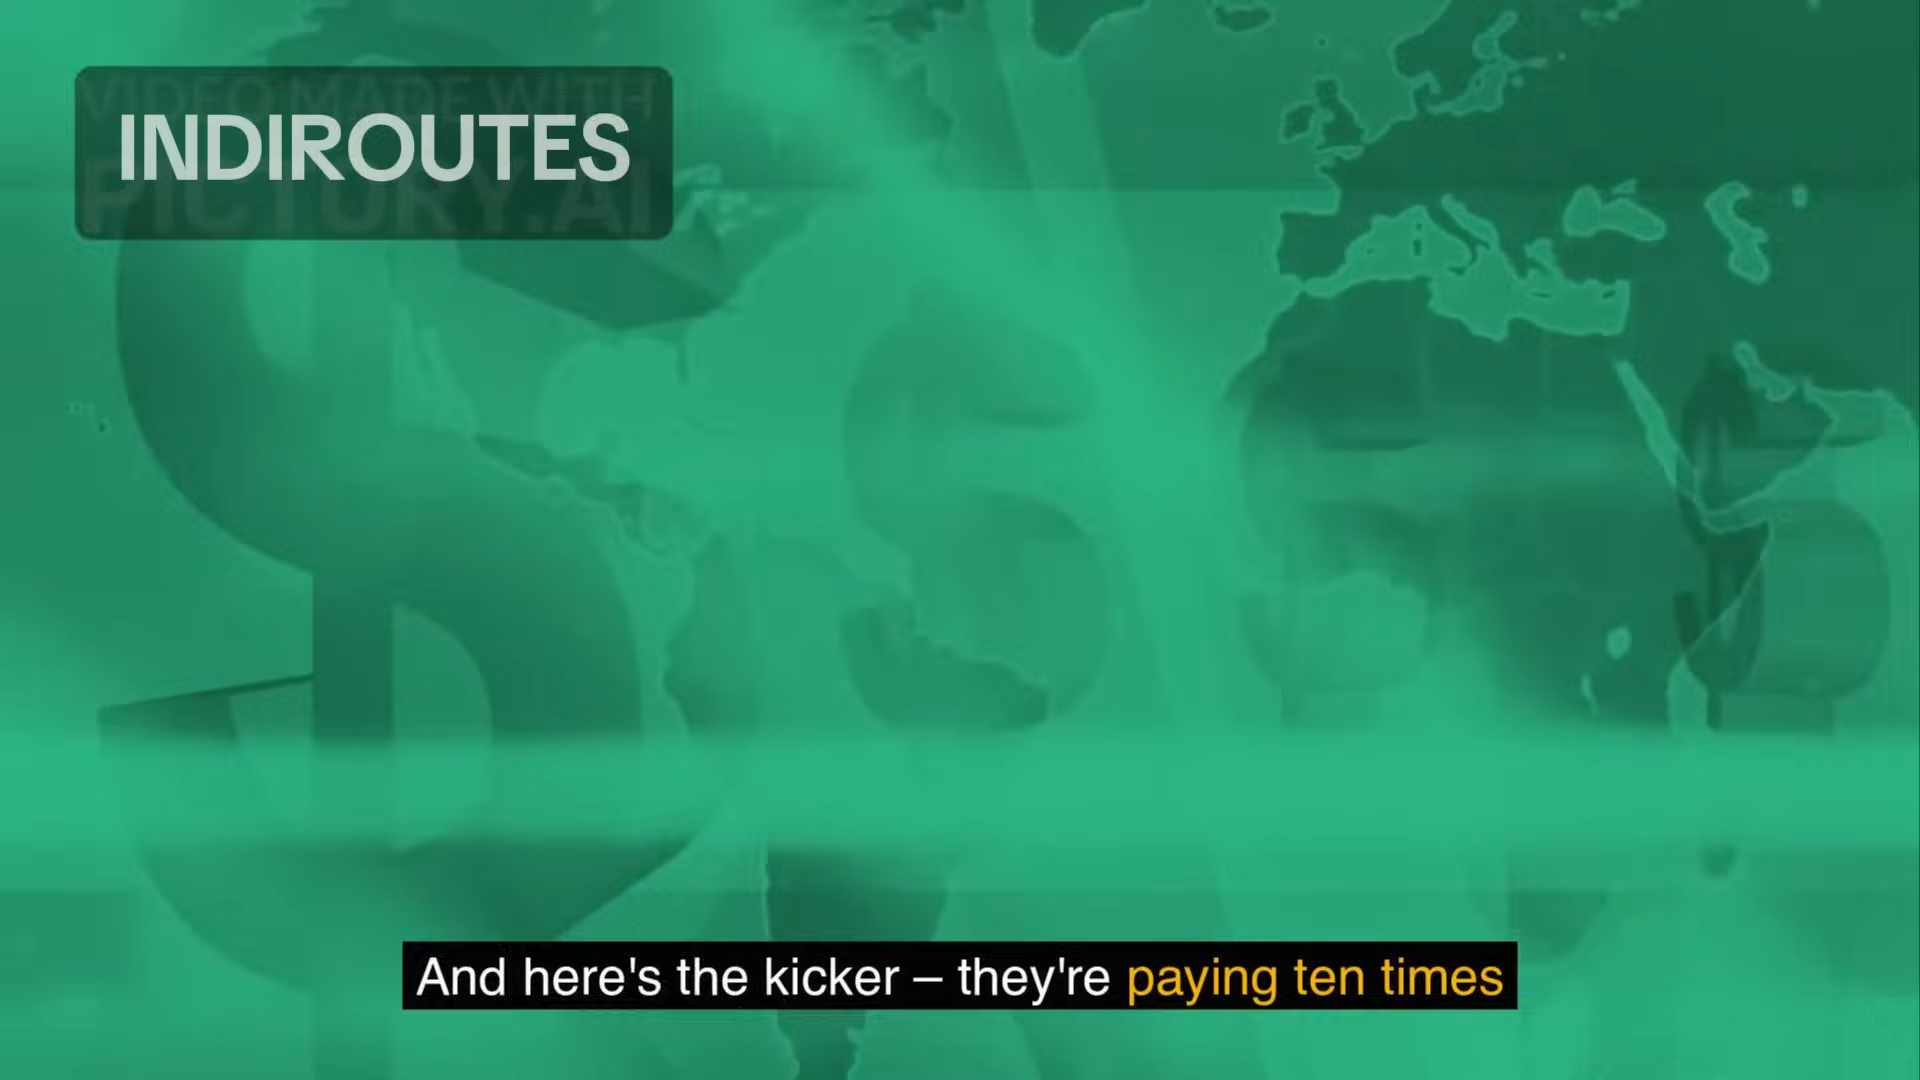 VIDEO MADE WITH
INDIROUTES
PICTORY.AI
And here's the kicker – they're paying ten times